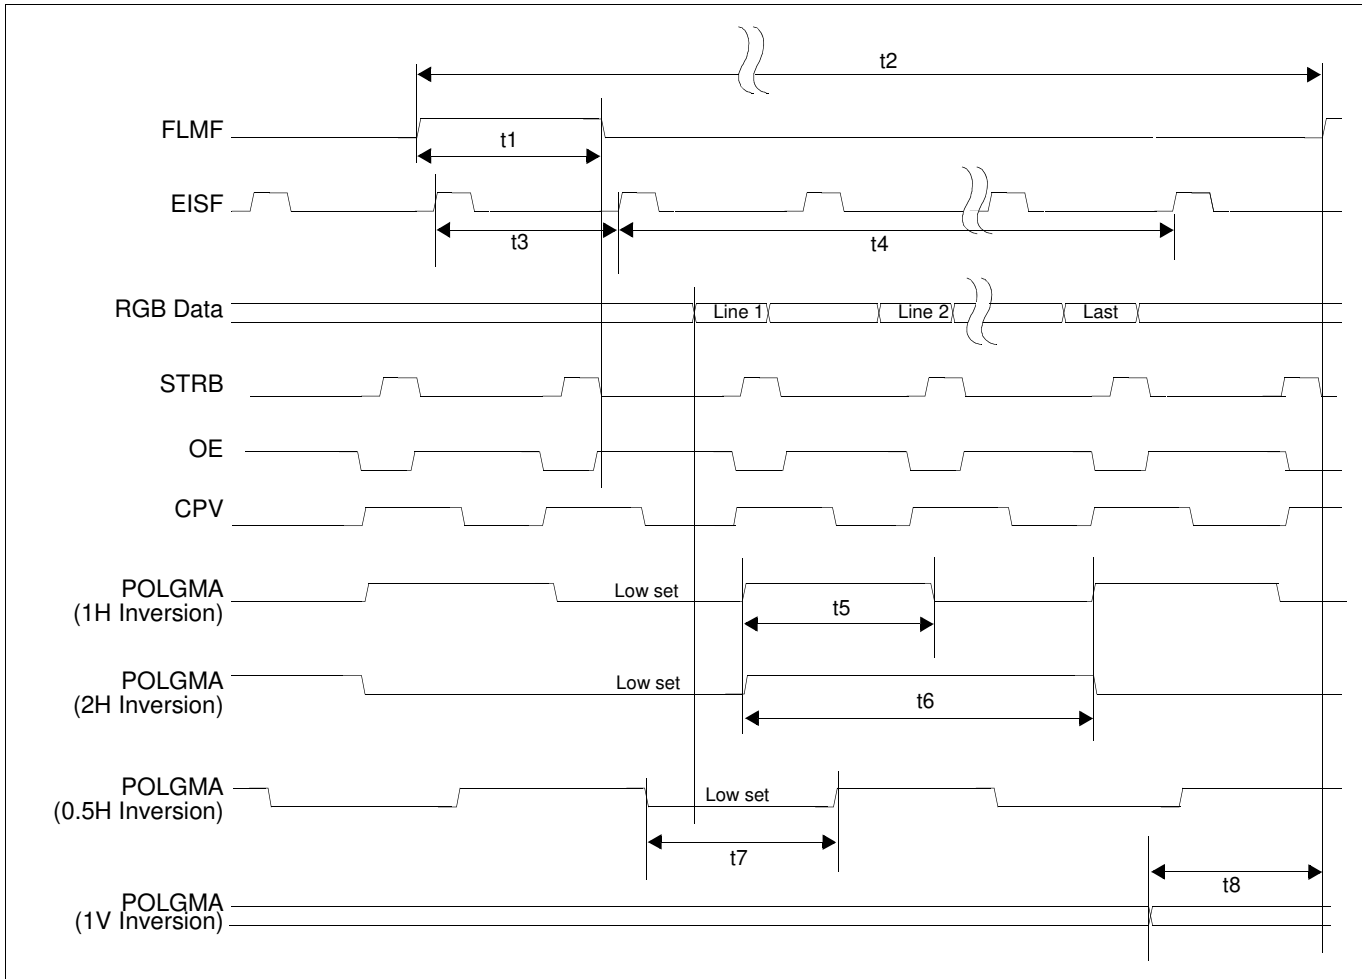 t2
FLMF
t1
EISF
t3
t4
RGB Data
Line 1
Line 2
Last
STRB
OE
CPV
POLGMA
(1H Inversion)
Low set
t5
POLGMA
(2H Inversion)
Low set
t6
POLGMA
(0.5H Inversion)
Low set
t7
t8
POLGMA
(1V Inversion)